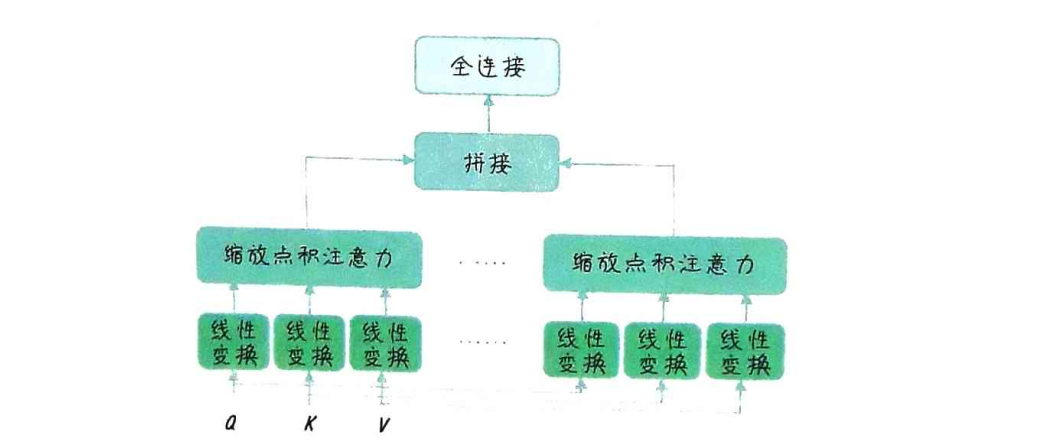 全连接
拼接
缩放点积注意力
......
缩放点积注意力
线性
变换
线性
变换
线性
变换
......
线性
变换
线性
变换
线性
变换
Q
K
V